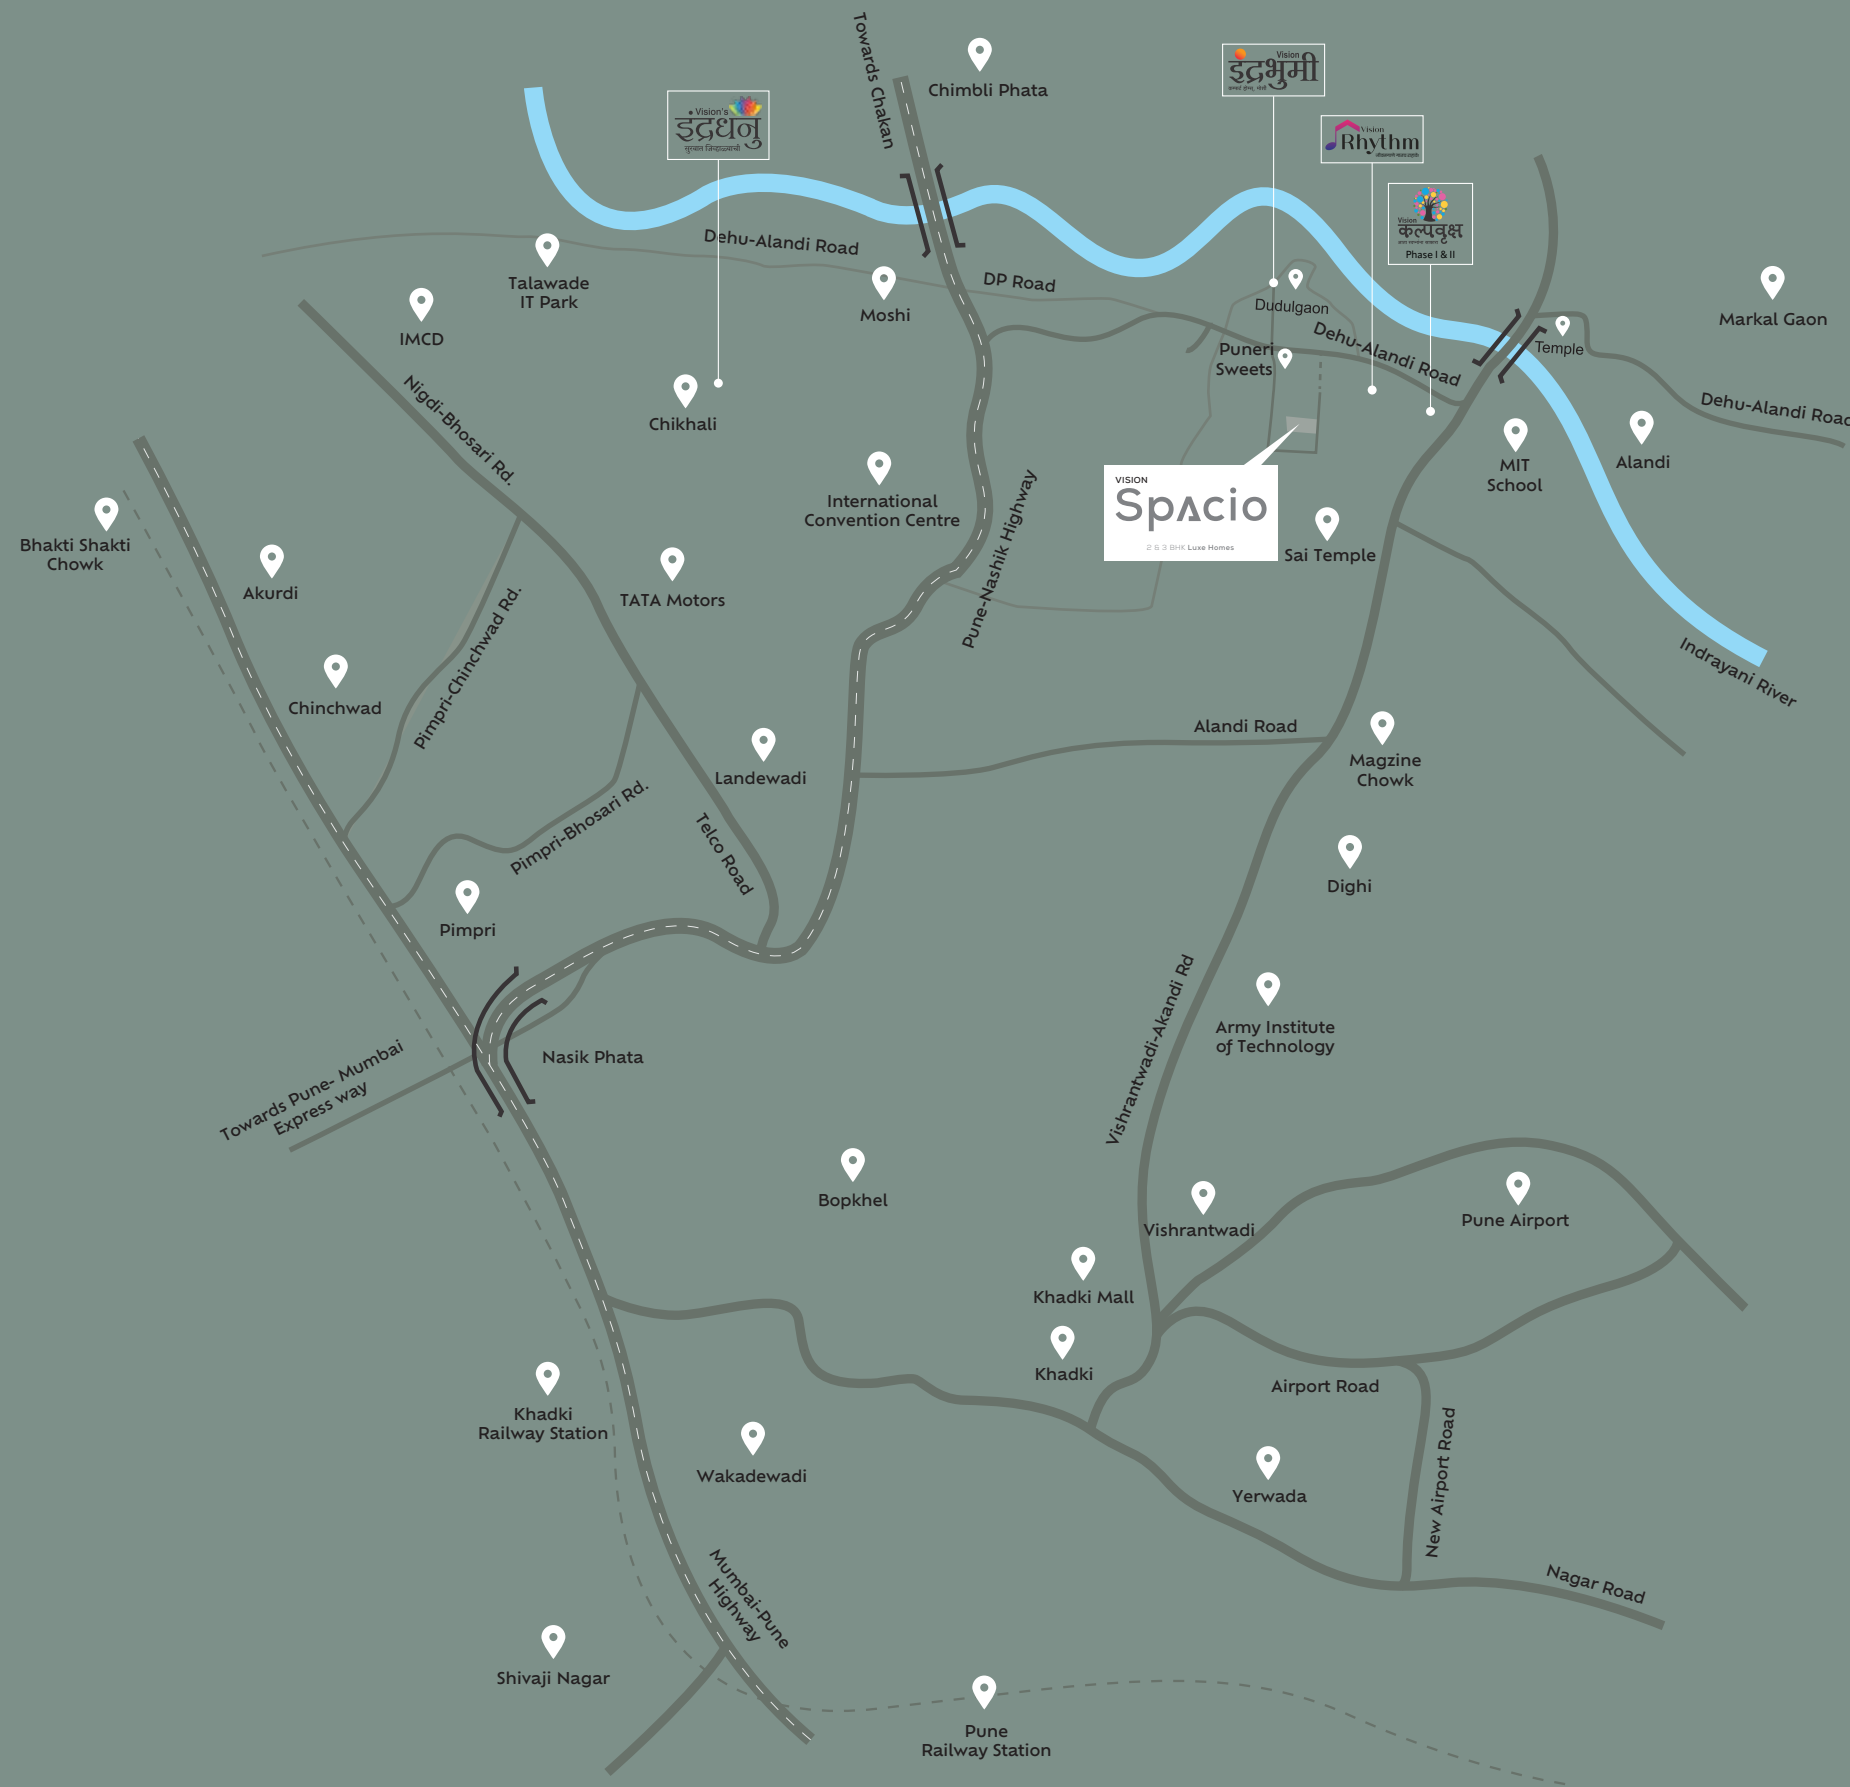 Towards Chakan
Chimbli Phata
Vision
इंद्रभुमी
Vision's
इंद्रधनु
Vision
Rhythm
Vision
कल्पवृक्ष
Phase I & II
Dehu-Alandi Road
Talawade
IT Park
IMCD
Moshi
DP Road
Dudulgaon
Dehu-Alandi Road
Puneri
Sweets
Temple
Markal Gaon
Dehu-Alandi Road
Nigdi-Bhosari Rd.
Chikhali
International
Convention Centre
Pune-Nashik Highway
VISION
Spacio
2 & 3 BHK Luxe Homes
Sai Temple
MIT
School
Alandi
Bhakti Shakti
Chowk
Akurdi
TATA Motors
Pimpri-Chinchwad Rd.
Chinchwad
Indrayani River
Alandi Road
Magzine
Chowk
Landewadi
Pimpri-Bhosari Rd.
Telco Road
Dighi
Pimpri
Vishrantwadi-Akandi Rd
Army Institute
of Technology
Nasik Phata
Towards Pune- Mumbai
Express way
Bopkhel
Vishrantwadi
Pune Airport
Khadki Mall
Khadki
Airport Road
Khadki
Railway Station
Wakadewadi
Yerwada
New Airport Road
Nagar Road
Mumbai-Pune
Highway
Shivaji Nagar
Pune
Railway Station